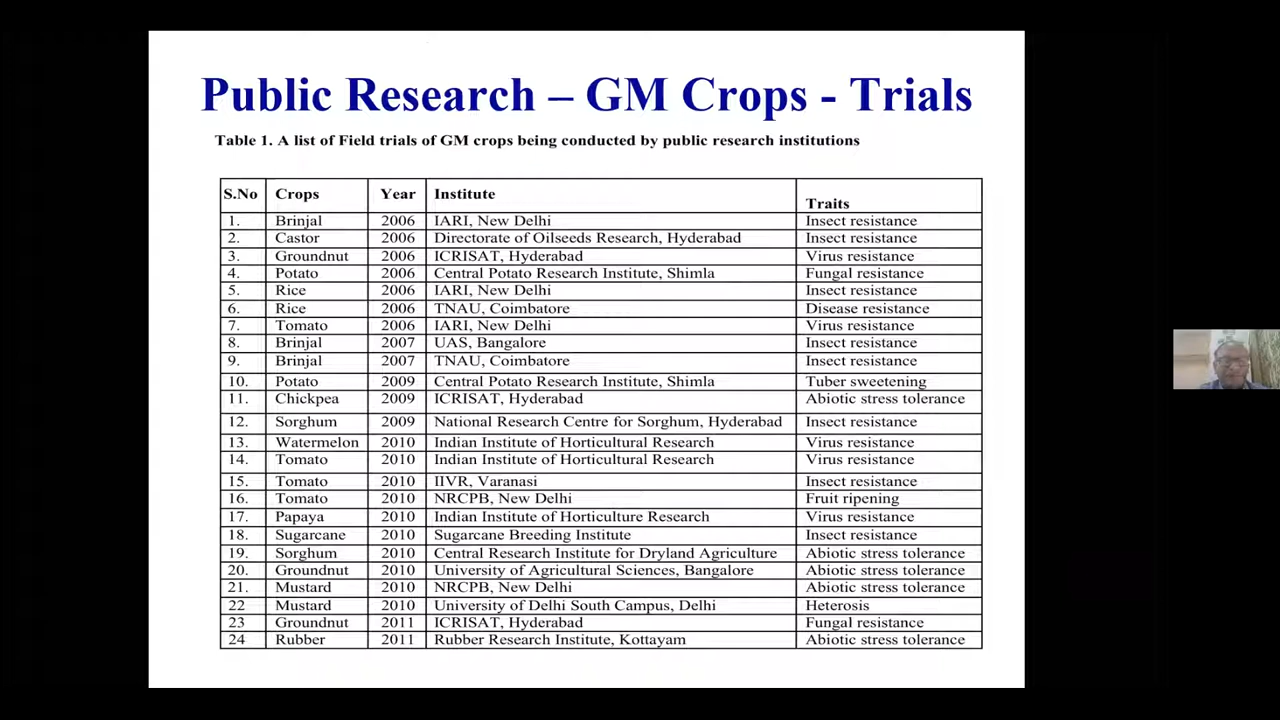 Public Research – GM Crops - Trials
Table 1. A list of Field trials of GM crops being conducted by public research institutions
S.No Crops Year Institute Traits
1. Brinjal 2006 IARI, New Delhi Insect resistance
2. Castor 2006 Directorate of Oilseeds Research, Hyderabad Insect resistance
3. Groundnut 2006 ICRISAT, Hyderabad Virus resistance
4. Potato 2006 Central Potato Research Institute, Shimla Fungal resistance
5. Rice 2006 IARI, New Delhi Insect resistance
6. Rice 2006 TNAU, Coimbatore Disease resistance
7. Tomato 2006 IARI, New Delhi Virus resistance
8. Brinjal 2007 UAS, Bangalore Insect resistance
9. Brinjal 2007 TNAU, Coimbatore Insect resistance
10. Potato 2009 Central Potato Research Institute, Shimla Tuber sweetening
11. Chickpea 2009 ICRISAT, Hyderabad Abiotic stress tolerance
12. Sorghum 2009 National Research Centre for Sorghum, Hyderabad Insect resistance
13. Watermelon 2010 Indian Institute of Horticultural Research Virus resistance
14. Tomato 2010 Indian Institute of Horticultural Research Virus resistance
15. Tomato 2010 IIVR, Varanasi Insect resistance
16. Tomato 2010 NRCPB, New Delhi Fruit ripening
17. Papaya 2010 Indian Institute of Horticulture Research Virus resistance
18. Sugarcane 2010 Sugarcane Breeding Institute Insect resistance
19. Sorghum 2010 Central Research Institute for Dryland Agriculture Abiotic stress tolerance
20. Groundnut 2010 University of Agricultural Sciences, Bangalore Abiotic stress tolerance
21. Mustard 2010 NRCPB, New Delhi Abiotic stress tolerance
22 Mustard 2010 University of Delhi South Campus, Delhi Heterosis
23 Groundnut 2011 ICRISAT, Hyderabad Fungal resistance
24 Rubber 2011 Rubber Research Institute, Kottayam Abiotic stress tolerance